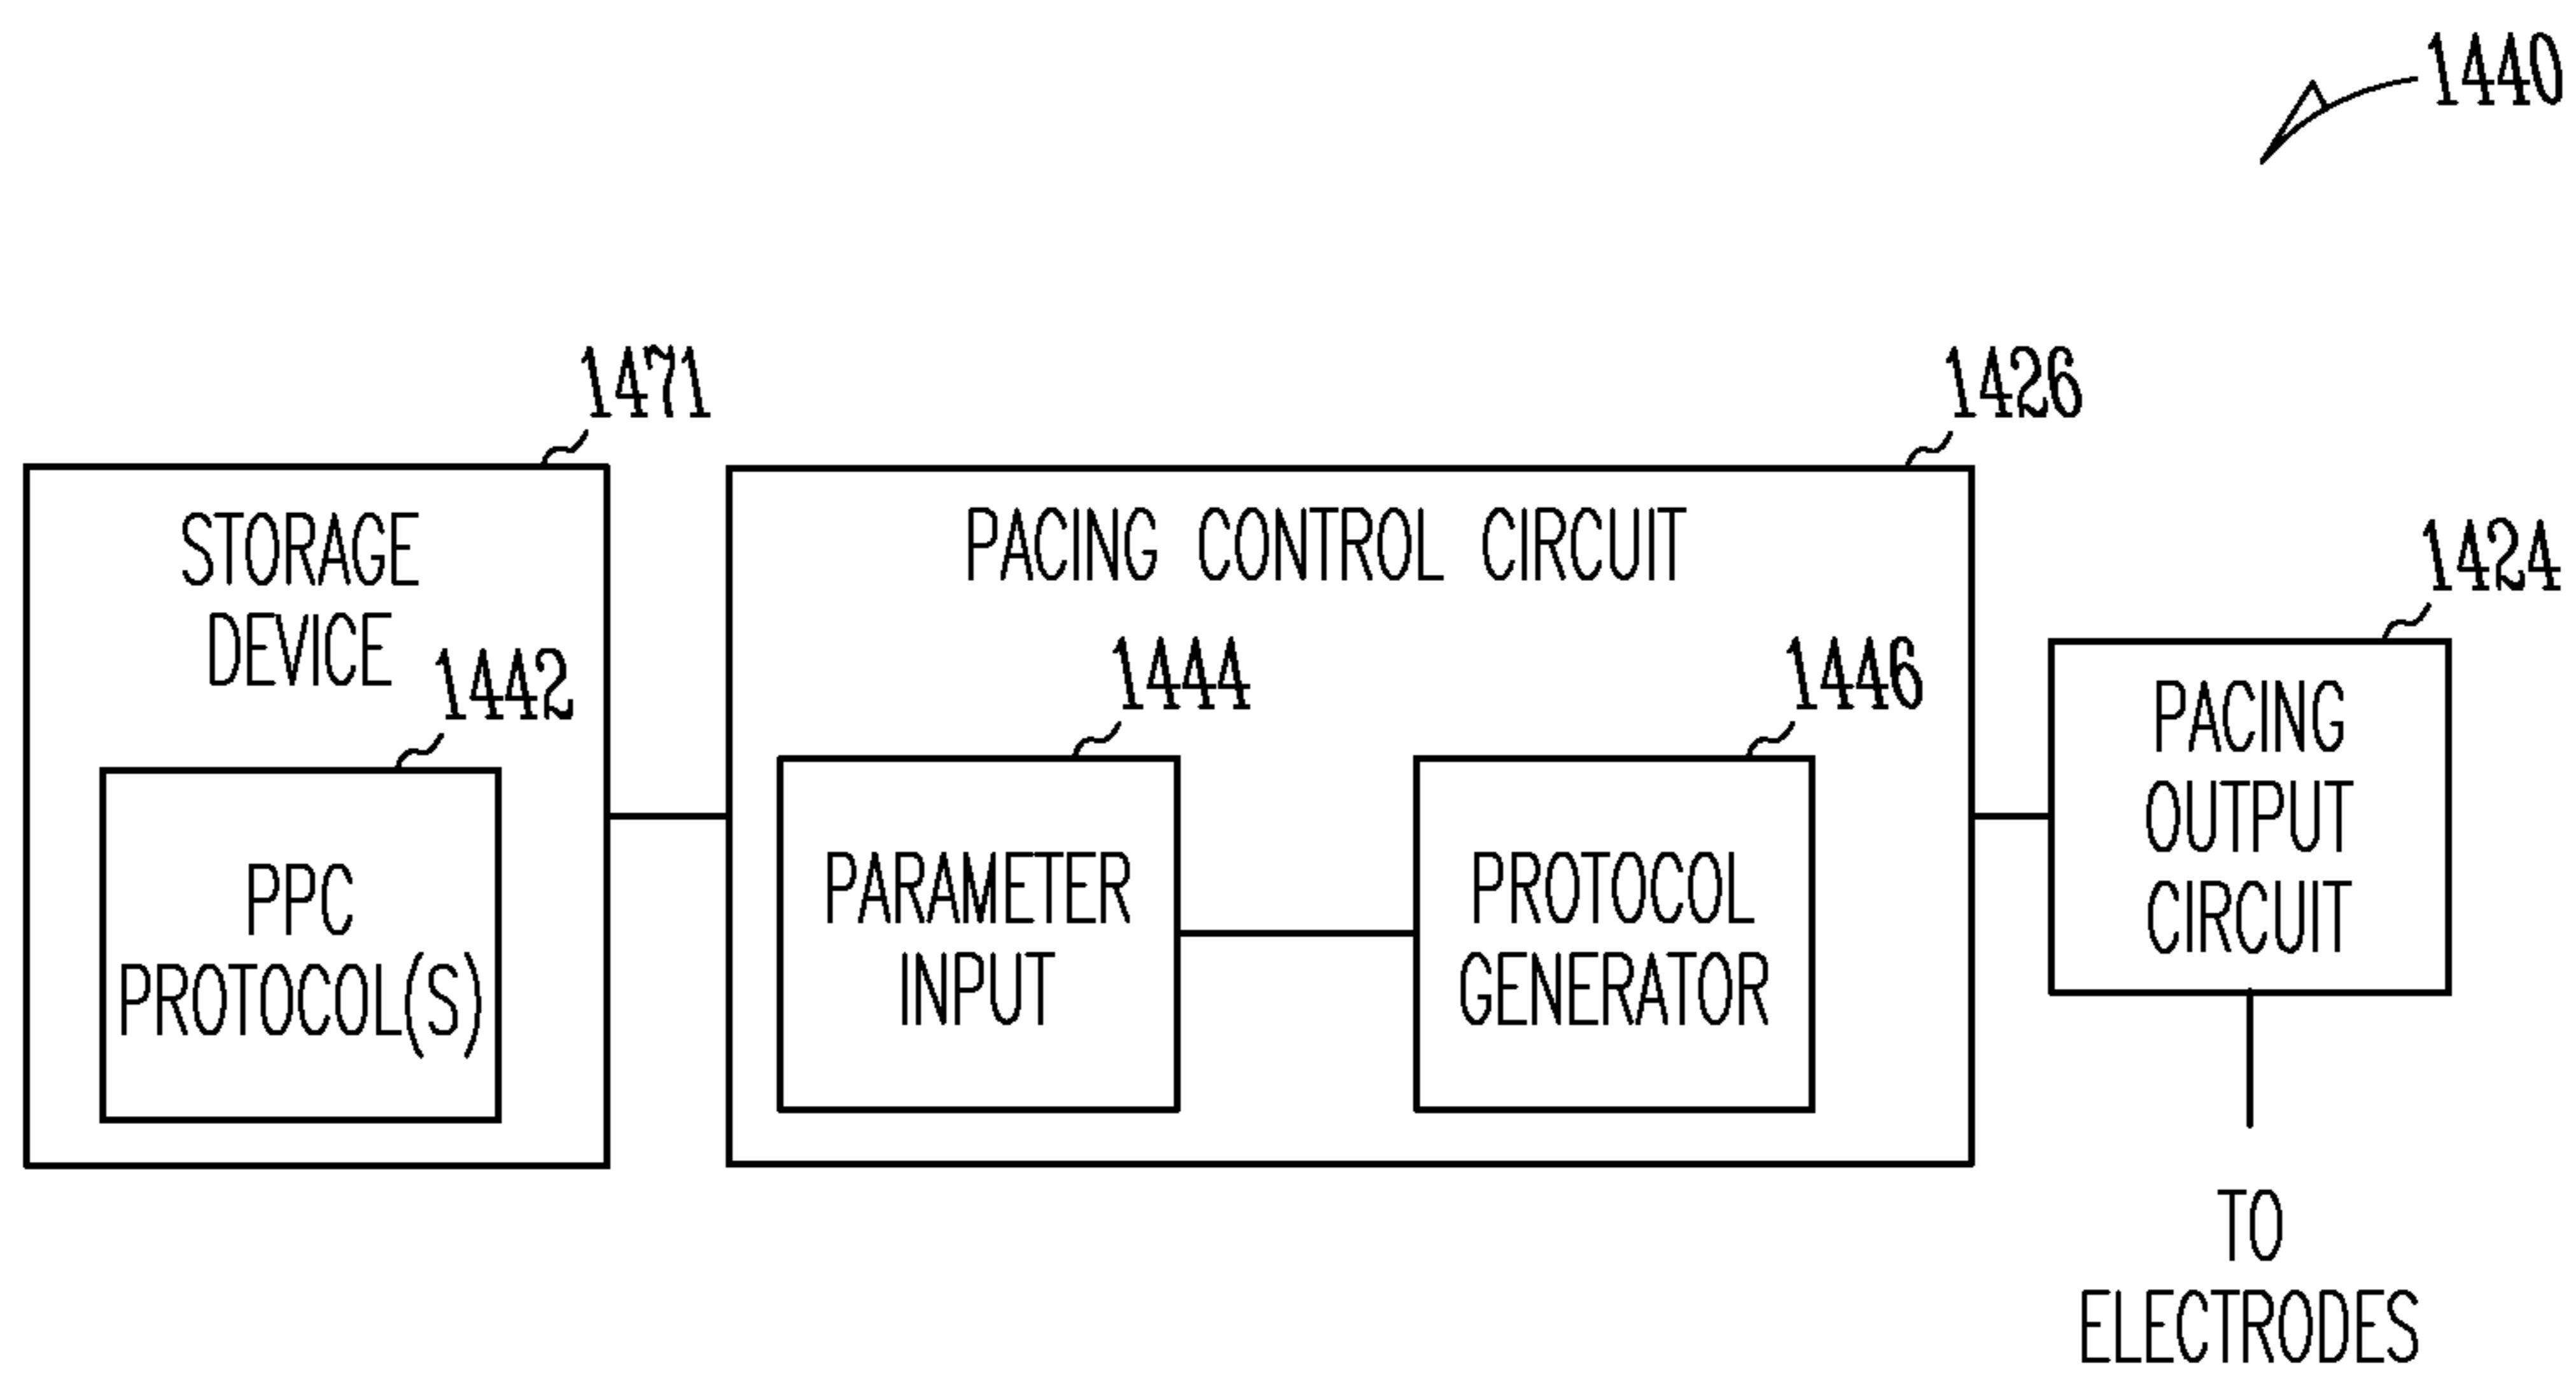 1440
1471
1426
STORAGE
DEVICE
PACING CONTROL CIRCUIT
1424
1442
1444
1446
PPC
PROTOCOL(S)
PARAMETER
INPUT
PROTOCOL
GENERATOR
PACING
OUTPUT
CIRCUIT
TO
ELECTRODES